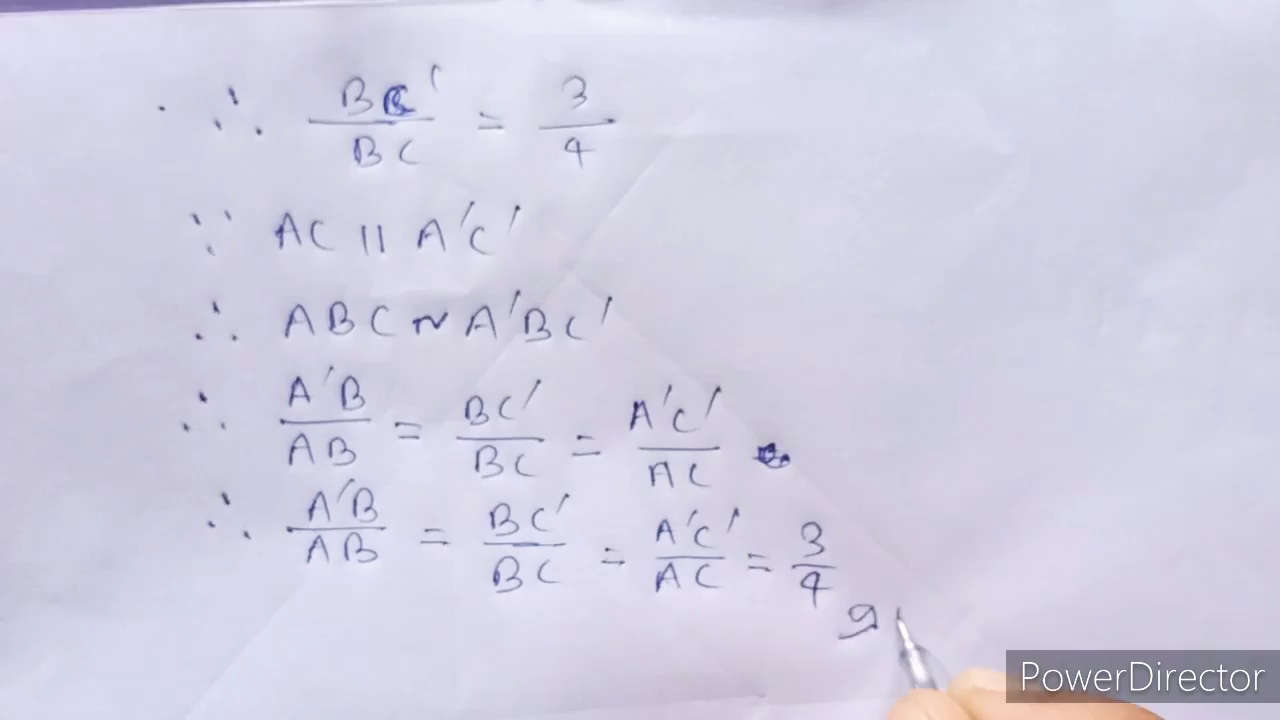 ∴ BC'/BC = 3/4
∵ AC || A'C'
∴ ABC ~ A'BC'
∴ A'B/AB = BC'/BC = A'C'/AC
∴ A'B/AB = BC'/BC = A'C'/AC = 3/4
PowerDirector